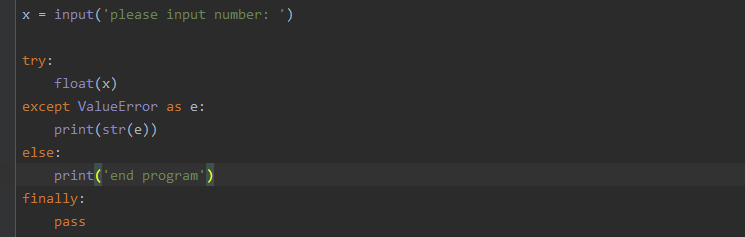 x = input('please input number: ')
try:
    float(x)
except ValueError as e:
    print(str(e))
else:
    print('end program')
finally:
    pass